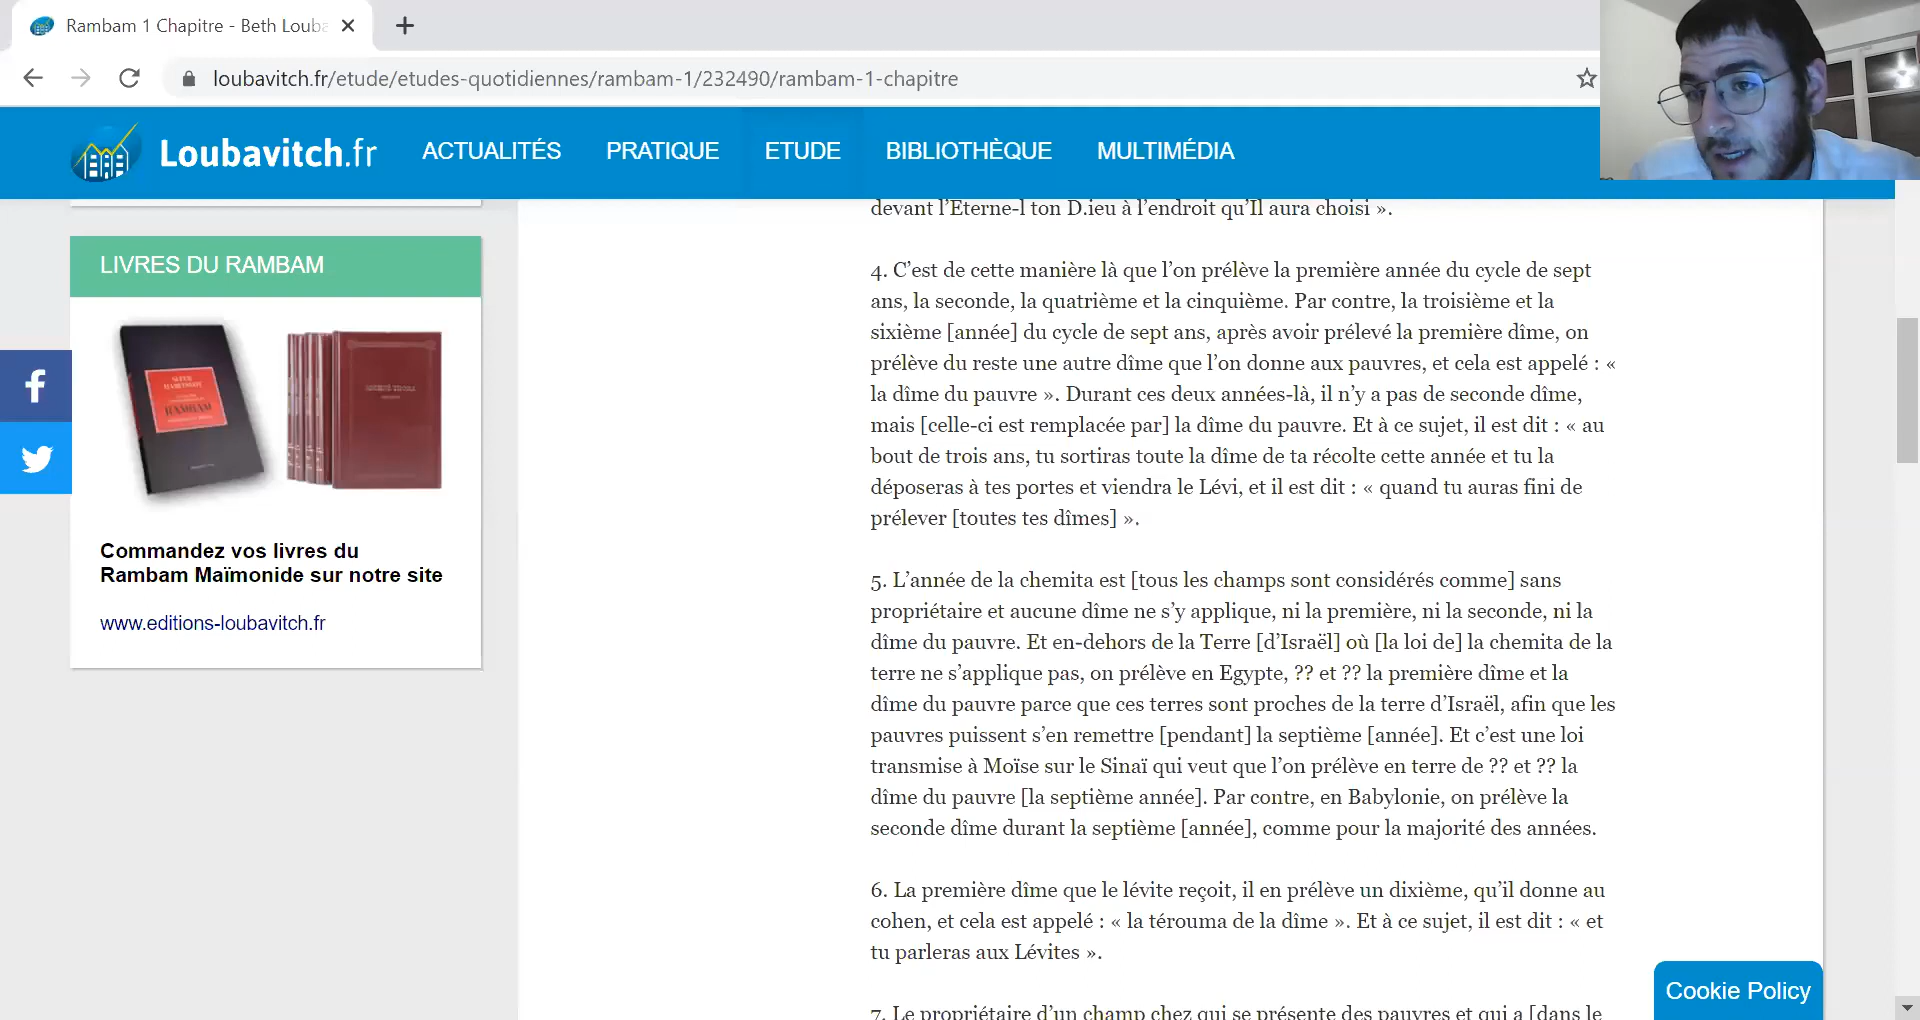 Rambam 1 Chapitre - Beth Louba
loubavitch.fr/etude/etudes-quotidiennes/rambam-1/232490/rambam-1-chapitre
Loubavitch.fr
ACTUALITÉS
PRATIQUE
ETUDE
BIBLIOTHÈQUE
MULTIMÉDIA
LIVRES DU RAMBAM
RAMBAM
Commandez vos livres du
Rambam Maïmonide sur notre site
www.editions-loubavitch.fr
devant l’Eterne-l ton D.ieu à l’endroit qu’Il aura choisi ».
4. C’est de cette manière là que l’on prélève la première année du cycle de sept
ans, la seconde, la quatrième et la cinquième. Par contre, la troisième et la
sixième [année] du cycle de sept ans, après avoir prélevé la première dîme, on
prélève du reste une autre dîme que l’on donne aux pauvres, et cela est appelé : «
la dîme du pauvre ». Durant ces deux années-là, il n’y a pas de seconde dîme,
mais [celle-ci est remplacée par] la dîme du pauvre. Et à ce sujet, il est dit : « au
bout de trois ans, tu sortiras toute la dîme de ta récolte cette année et tu la
déposeras à tes portes et viendra le Lévi, et il est dit : « quand tu auras fini de
prélever [toutes tes dîmes] ».
5. L’année de la chemita est [tous les champs sont considérés comme] sans
propriétaire et aucune dîme ne s’y applique, ni la première, ni la seconde, ni la
dîme du pauvre. Et en-dehors de la Terre [d’Israël] où [la loi de] la chemita de la
terre ne s’applique pas, on prélève en Egypte, ?? et ?? la première dîme et la
dîme du pauvre parce que ces terres sont proches de la terre d’Israël, afin que les
pauvres puissent s’en remettre [pendant] la septième [année]. Et c’est une loi
transmise à Moïse sur le Sinaï qui veut que l’on prélève en terre de ?? et ?? la
dîme du pauvre [la septième année]. Par contre, en Babylonie, on prélève la
seconde dîme durant la septième [année], comme pour la majorité des années.
6. La première dîme que le lévite reçoit, il en prélève un dixième, qu’il donne au
cohen, et cela est appelé : « la térouma de la dîme ». Et à ce sujet, il est dit : « et
tu parleras aux Lévites ».
7. Le propriétaire d’un champ chez qui se présente des pauvres et qui a [dans le
Cookie Policy